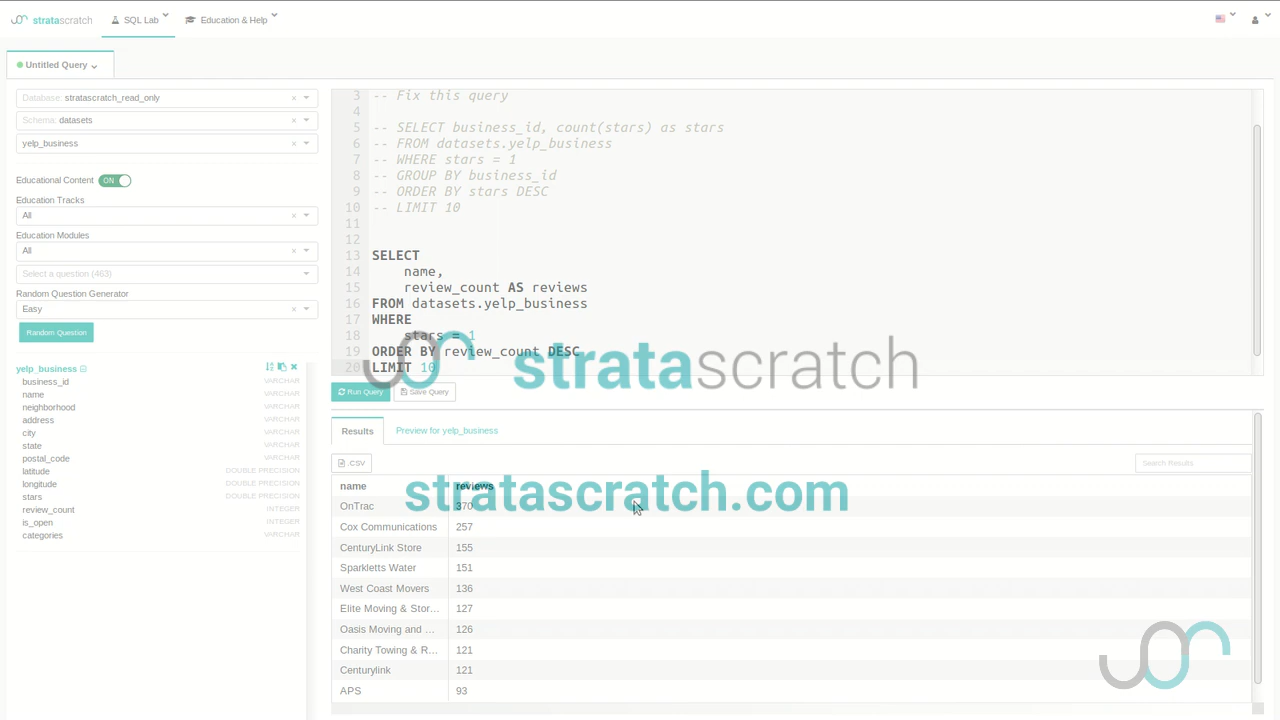 stratascratch
SQL Lab
Education & Help
Untitled Query
Database: stratascratch_read_only
Schema: datasets
yelp_business
Educational Content ON
Education Tracks
All
Education Modules
All
Select a question (463)
Random Question Generator
Easy
Random Question
yelp_business
business_id VARCHAR
name VARCHAR
neighborhood VARCHAR
address VARCHAR
city VARCHAR
state VARCHAR
postal_code VARCHAR
latitude DOUBLE PRECISION
longitude DOUBLE PRECISION
stars DOUBLE PRECISION
review_count INTEGER
is_open INTEGER
categories VARCHAR
3 -- Fix this query
4
5 -- SELECT business_id, count(stars) as stars
6 -- FROM datasets.yelp_business
7 -- WHERE stars = 1
8 -- GROUP BY business_id
9 -- ORDER BY stars DESC
10 -- LIMIT 10
11
12
13 SELECT
14 name,
15 review_count AS reviews
16 FROM datasets.yelp_business
17 WHERE
18 stars = 1
19 ORDER BY review_count DESC
20 LIMIT 10
stratascratch
Run Query
Save Query
Results
Preview for yelp_business
.CSV
Search Results
name reviews
stratascratch.com
OnTrac 370
Cox Communications 257
CenturyLink Store 155
Sparkletts Water 151
West Coast Movers 136
Elite Moving & Stor... 127
Oasis Moving and ... 126
Charity Towing & R... 121
Centurylink 121
APS 93